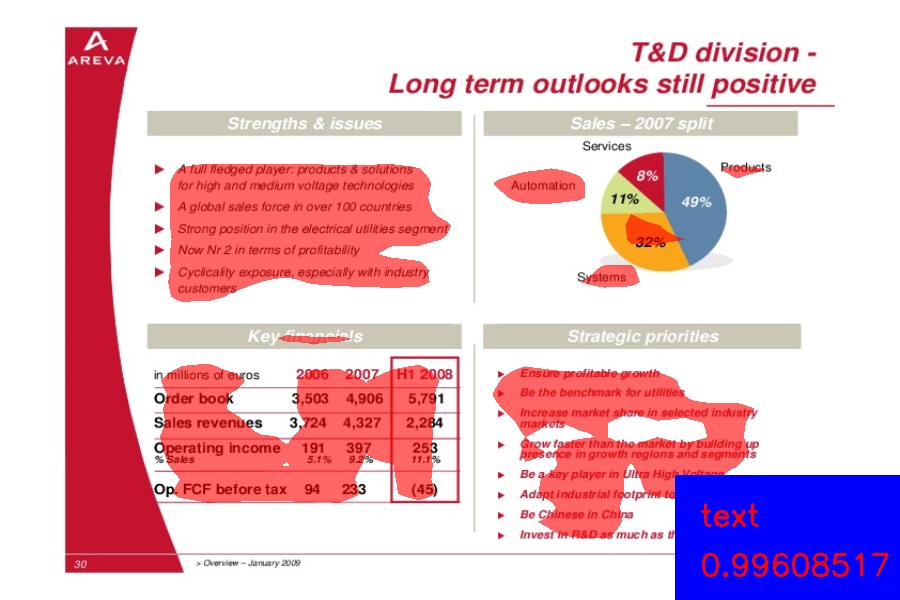 AREVA
T&D division -
Long term outlooks still positive
Strengths & issues
A full fledged player: products & solutions
for high and medium voltage technologies
A global sales force in over 100 countries
Strong position in the electrical utilities segment
Now Nr 2 in terms of profitability
Cyclicality exposure, especially with industry
customers
Sales – 2007 split
Services
Products
Automation
Systems
8%
49%
11%
32%
Key financials
in millions of euros 2006 2007 H1 2008
Order book 3,503 4,906 5,791
Sales revenues 3,724 4,327 2,284
Operating income 191 397 253
% Sales 5.1% 9.2% 11.1%
Op. FCF before tax 94 233 (45)
Strategic priorities
Ensure profitable growth
Be the benchmark for utilities
Increase market share in selected industry
markets
Grow faster than the market by building up
presence in growth regions and segments
Be a key player in Ultra High Voltage
Adapt industrial footprint to
Be Chinese in China
Invest in R&D as much as
30
> Overview – January 2009
text
0.99608517